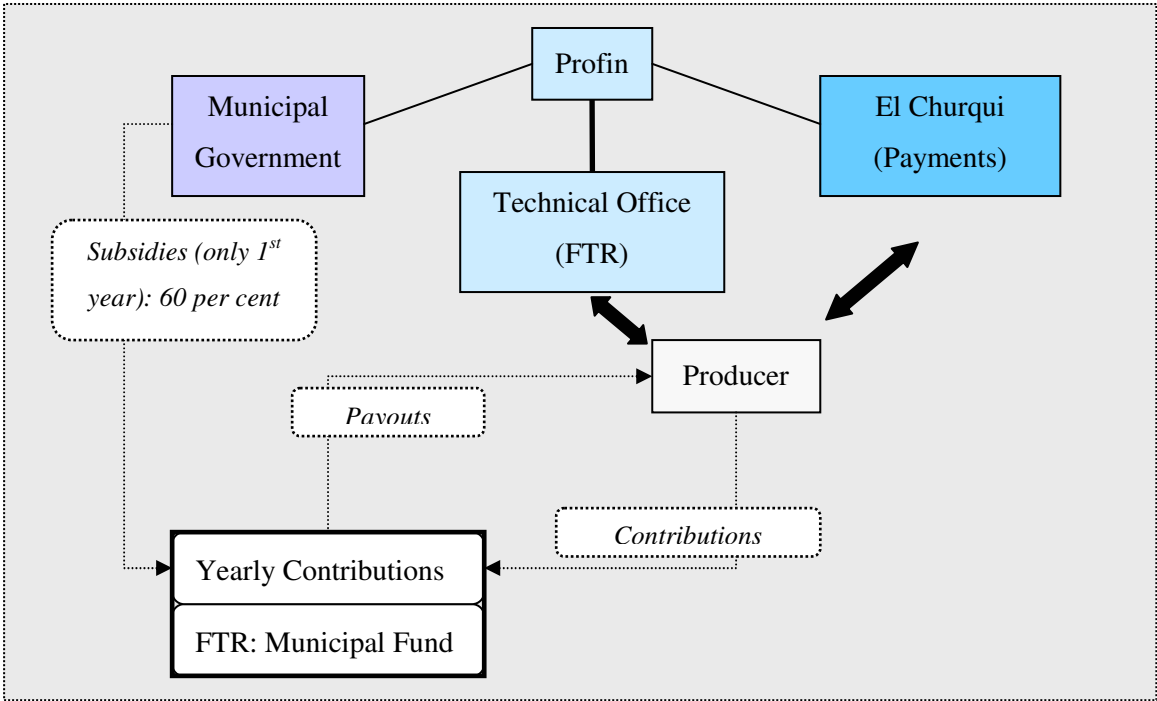 Profin
Municipal
Government
El Churqui
(Payments)
Technical Office
(FTR)
Subsidies (only 1st
year): 60 per cent
Producer
Payouts
Contributions
Yearly Contributions
FTR: Municipal Fund